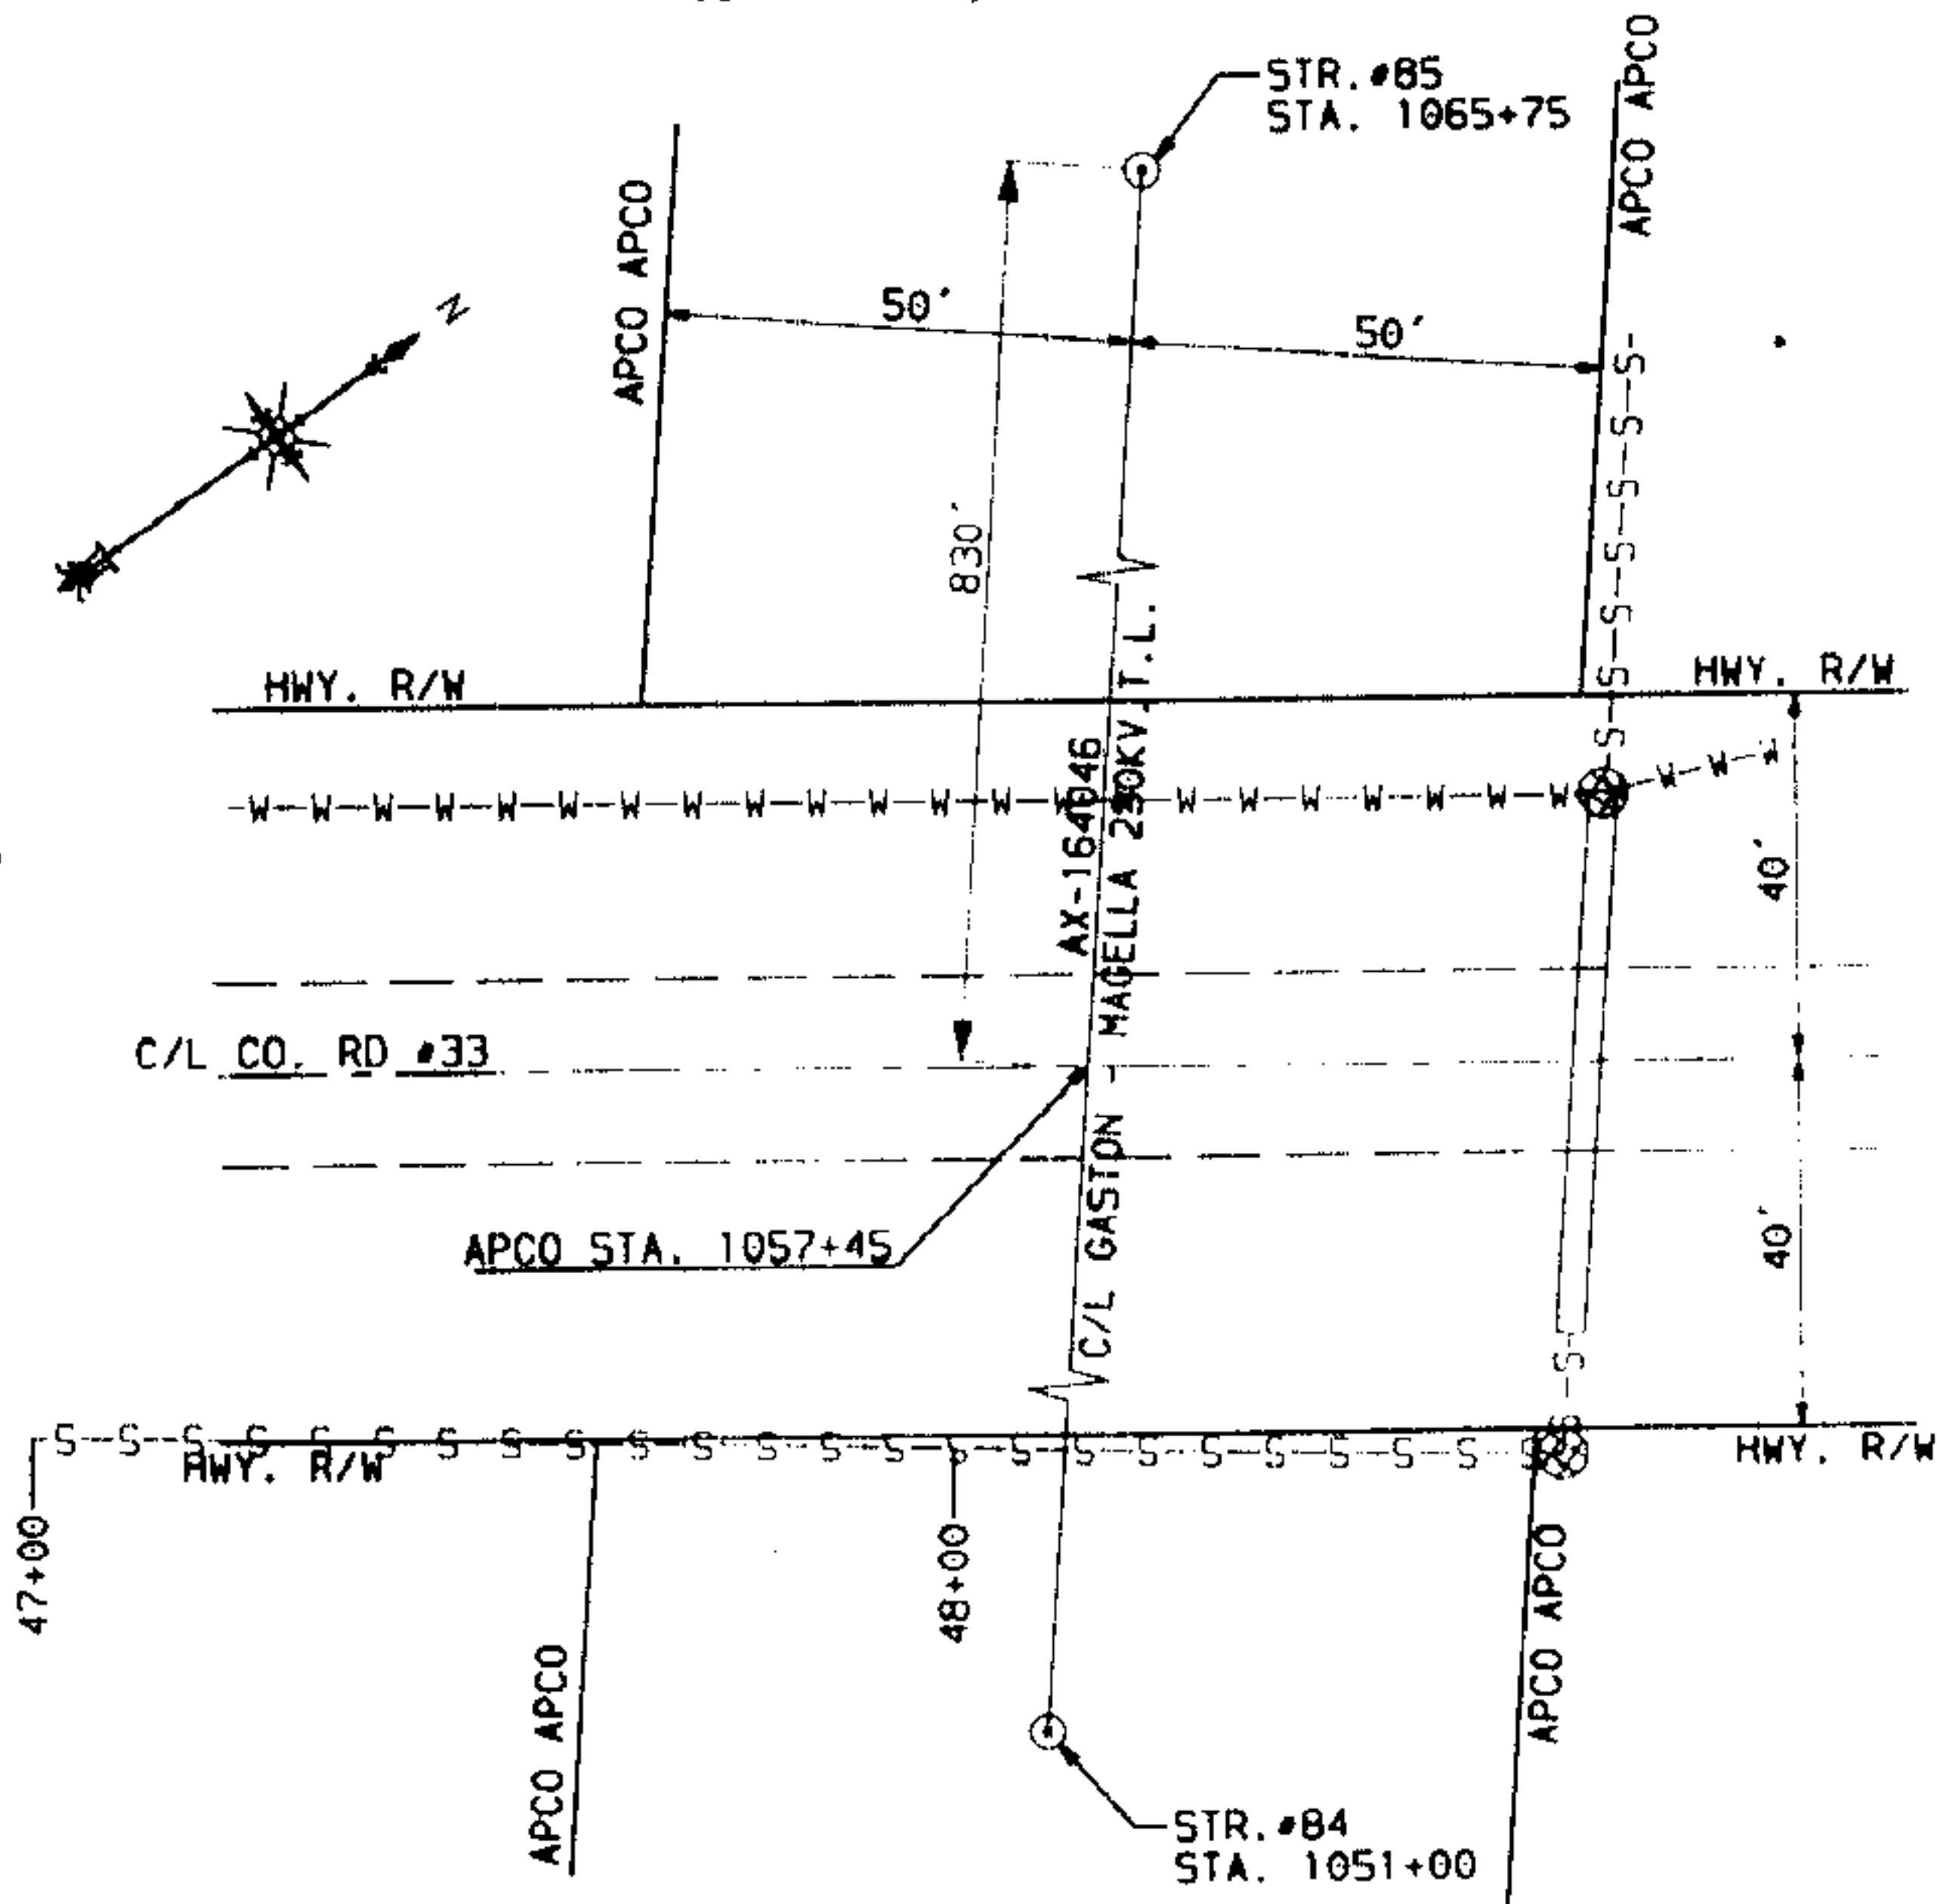 STR. #85
STA. 1065+75
APCO APCO
APCO APCO
N
50'
50'
830'
S-S-S-S-S-S-S
HWY. R/W
HWY. R/W
W-W-W-W-W-W-W-W-W-W-W-W-W-W-W-W-W-W-W-W-W-W
W W W
AX-1641046
C/L GASTON - MAGELLA 230KV. T.L.
40'
C/L CO. RD #33
APCO STA. 1057+45
40'
S
S--S--S-S-S-S-S-S-S-S-S-S-S-S-S-S-S-S-S-S-S-S-S-S
HWY. R/W
HWY. R/W
47+00
48+00
APCO APCO
APCO APCO
STR. #84
STA. 1051+00